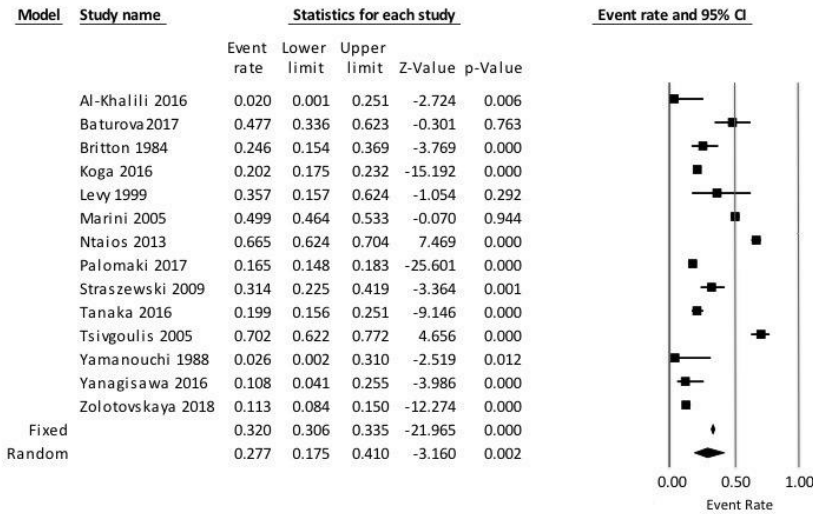 Model Study name Statistics for each study Event rate and 95% CI
Event Lower Upper
rate limit limit Z-Value p-Value
Al-Khalili 2016 0.020 0.001 0.251 -2.724 0.006
Baturova2017 0.477 0.336 0.623 -0.301 0.763
Britton 1984 0.246 0.154 0.369 -3.769 0.000
Koga 2016 0.202 0.175 0.232 -15.192 0.000
Levy 1999 0.357 0.157 0.624 -1.054 0.292
Marini 2005 0.499 0.464 0.533 -0.070 0.944
Ntaios 2013 0.665 0.624 0.704 7.469 0.000
Palomaki 2017 0.165 0.148 0.183 -25.601 0.000
Straszewski 2009 0.314 0.225 0.419 -3.364 0.001
Tanaka 2016 0.199 0.156 0.251 -9.146 0.000
Tsivgoulis 2005 0.702 0.622 0.772 4.656 0.000
Yamanouchi 1988 0.026 0.002 0.310 -2.519 0.012
Yanagisawa 2016 0.108 0.041 0.255 -3.986 0.000
Zolotovskaya 2018 0.113 0.084 0.150 -12.274 0.000
Fixed 0.320 0.306 0.335 -21.965 0.000
Random 0.277 0.175 0.410 -3.160 0.002
0.00 0.50 1.00
Event Rate